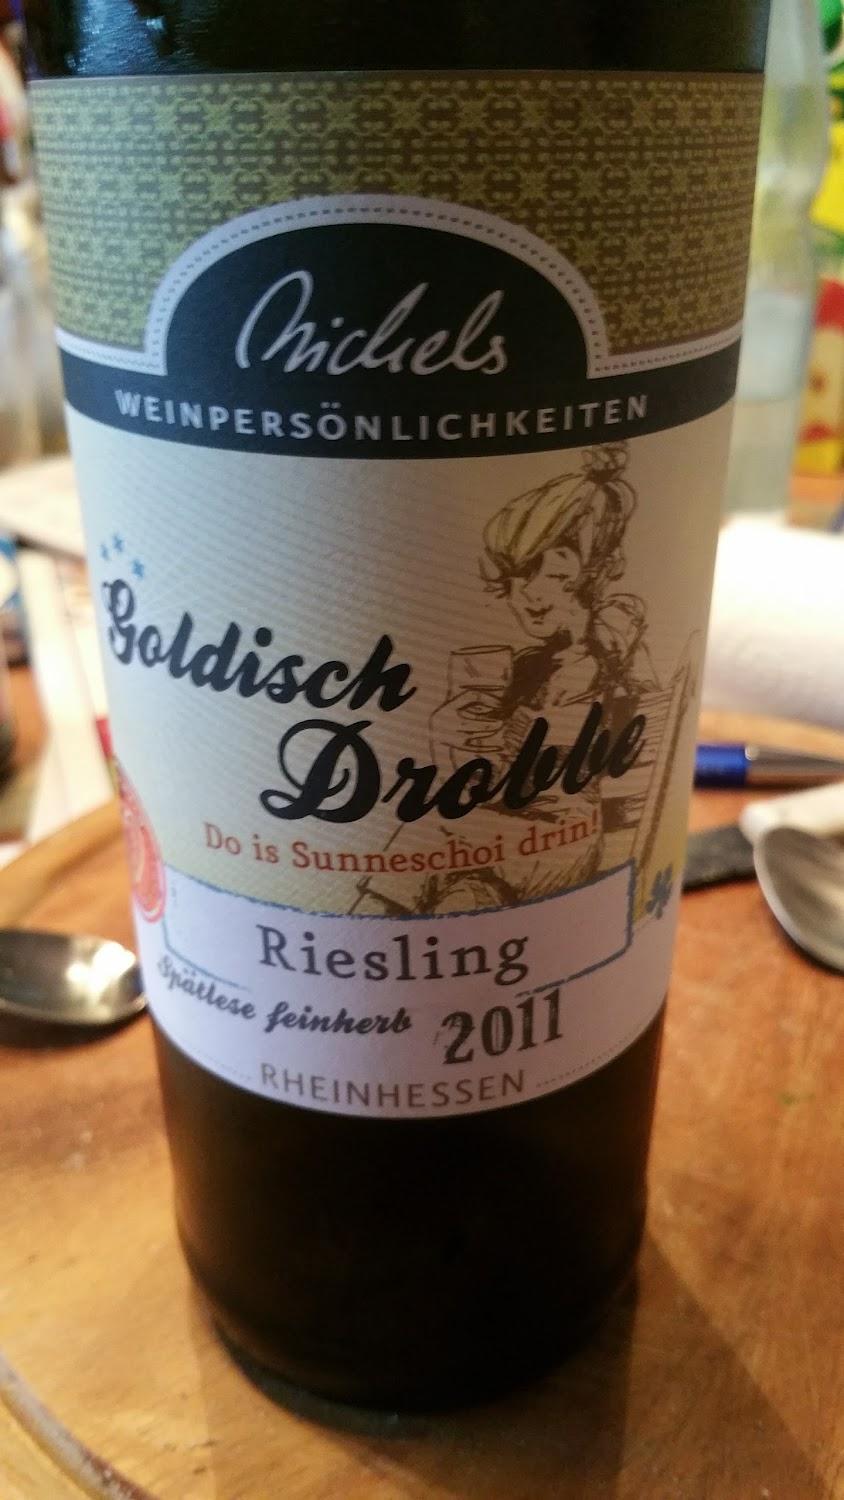 Michels
WEINPERSÖNLICHKEITEN
Goldisch
Drobbe
Do is Sunneschoi drin!
Riesling
Spätlese feinherb 2011
RHEINHESSEN